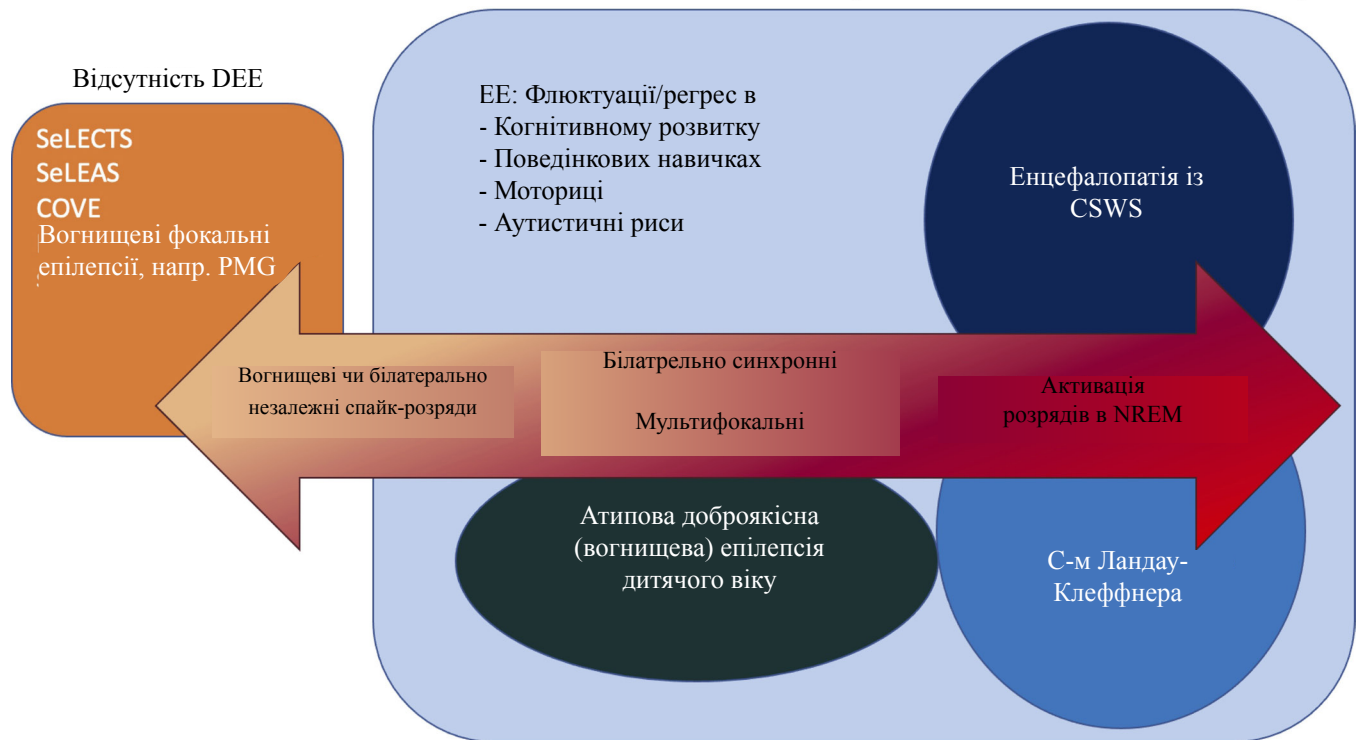 Відсутність DEE
SeLECTS
SeLEAS
COVE
Вогнищеві фокальні
епілепсії, напр. PMG
ЕЕ: Флюктуації/регрес в
- Когнітивному розвитку
- Поведінкових навичках
- Моториці
- Аутистичні риси
Енцефалопатія із
CSWS
Вогнищеві чи білатерально
незалежні спайк-розряди
Білатрельно синхронні
Мультифокальні
Активація
розрядів в NREM
Атипова доброякісна
(вогнищева) епілепсія
дитячого віку
С-м Ландау-
Клеффнера